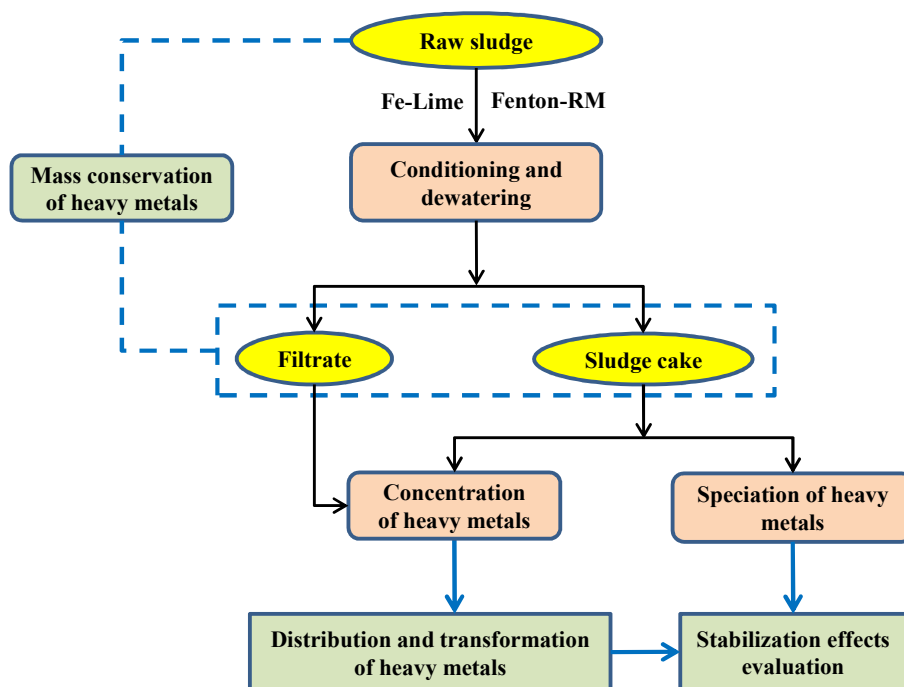 Raw sludge
Fe-Lime
Fenton-RM
Mass conservation
of heavy metals
Conditioning and
dewatering
Filtrate
Sludge cake
Concentration
of heavy metals
Speciation of heavy
metals
Distribution and transformation
of heavy metals
Stabilization effects
evaluation